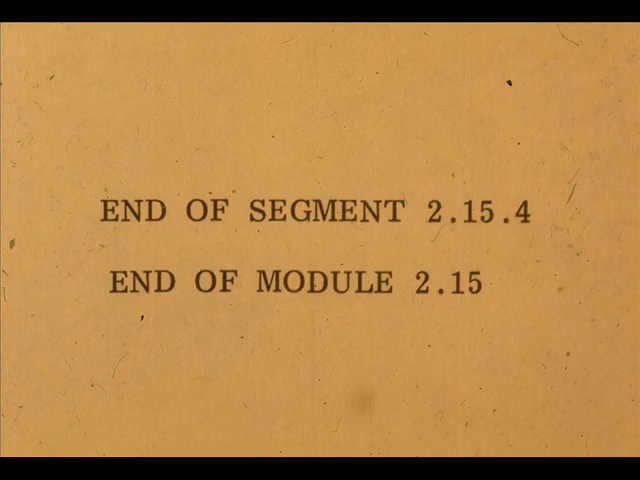 END OF SEGMENT 2.15.4
END OF MODULE 2.15